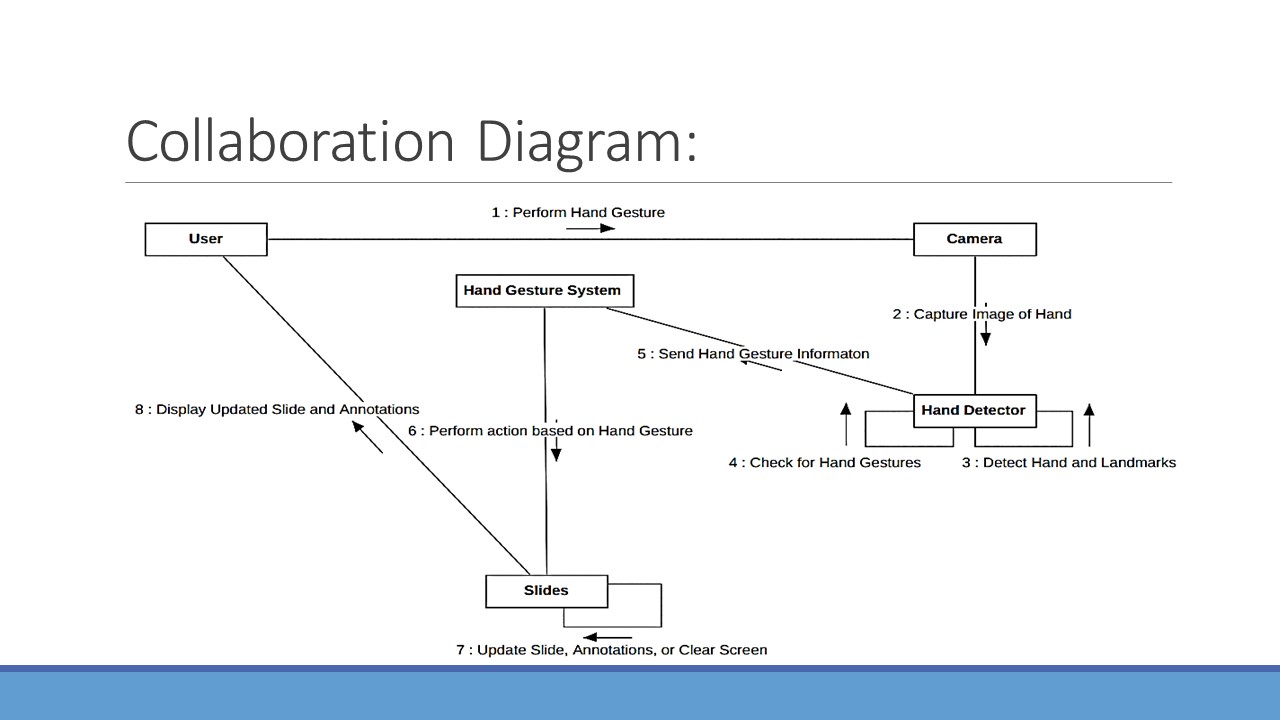 Collaboration Diagram:
1 : Perform Hand Gesture
User
Camera
Hand Gesture System
2 : Capture Image of Hand
5 : Send Hand Gesture Informaton
8 : Display Updated Slide and Annotations
Hand Detector
6 : Perform action based on Hand Gesture
4 : Check for Hand Gestures
3 : Detect Hand and Landmarks
Slides
7 : Update Slide, Annotations, or Clear Screen